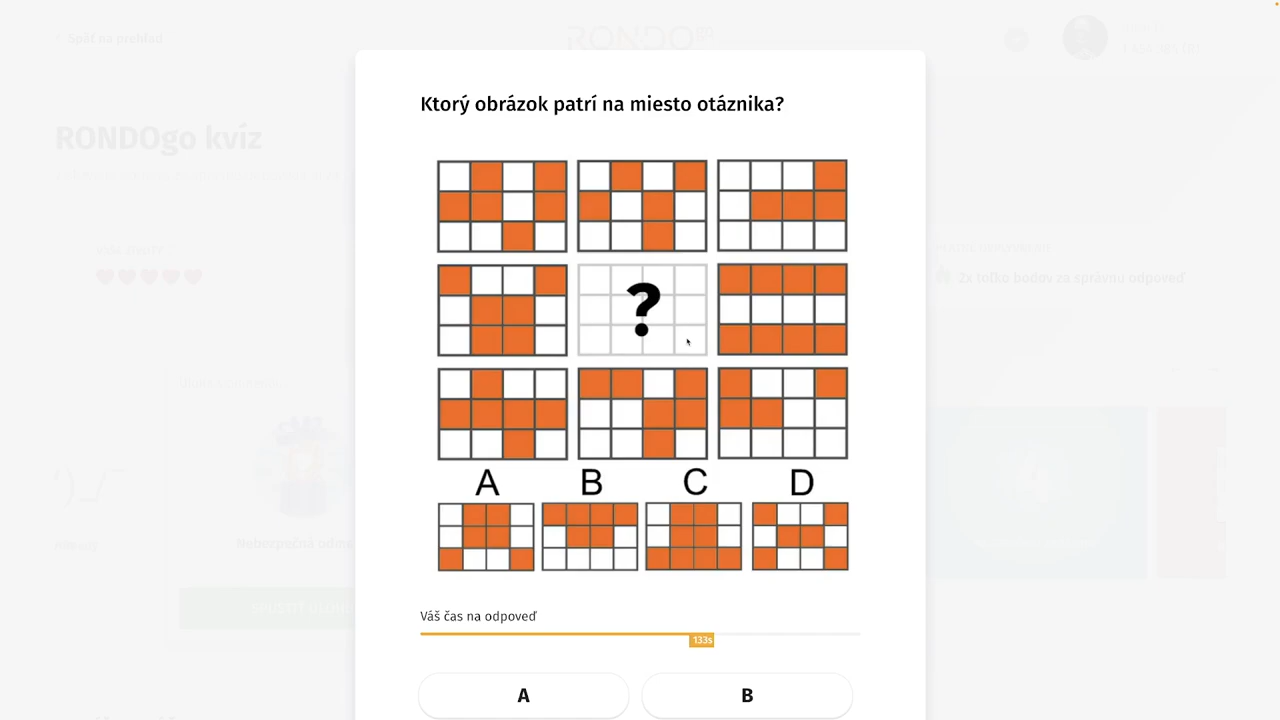 Späť na prehľad
RONDOgo
RONDOgo kvíz
Ktorý obrázok patrí na miesto otáznika?
?
2x toľko bodov za správnu odpoveď
A B C D
Váš čas na odpoveď
133s
A B